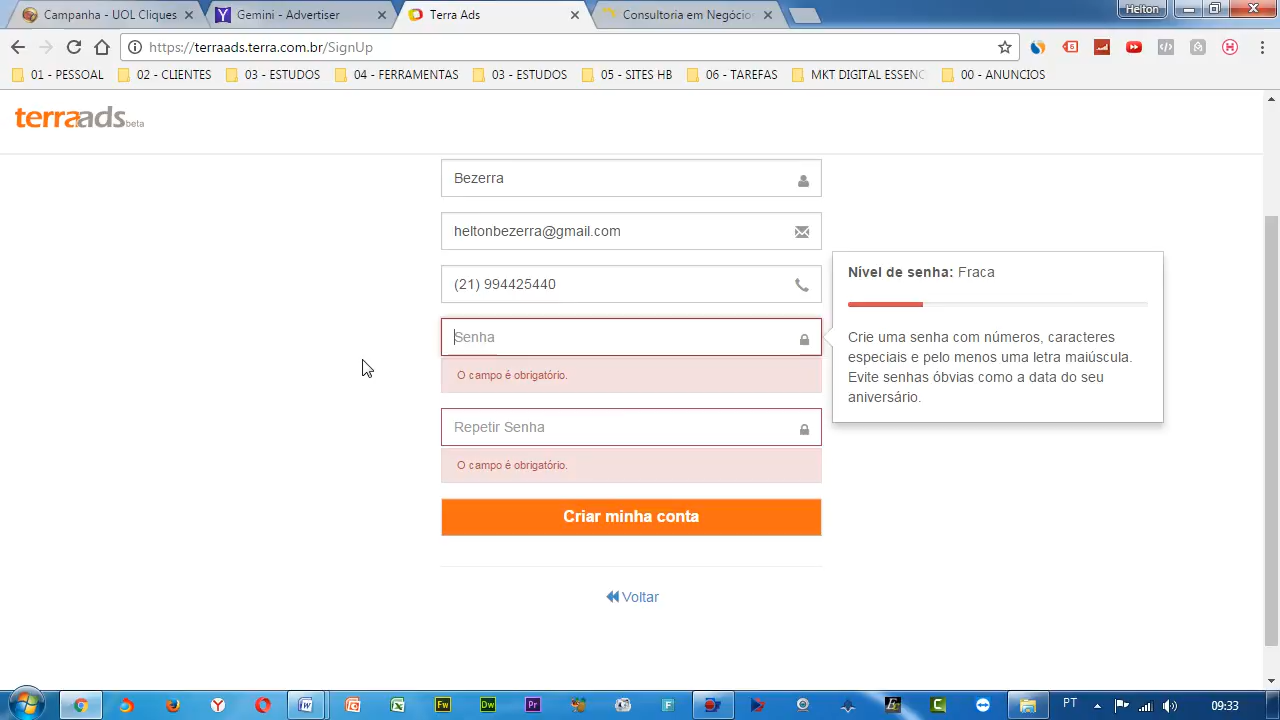 Campanha - UOL Cliques
Gemini - Advertiser
Terra Ads
Consultoria em Negócio
Helton
https://terraads.terra.com.br/SignUp
6
01 - PESSOAL
02 - CLIENTES
03 - ESTUDOS
04 - FERRAMENTAS
03 - ESTUDOS
05 - SITES HB
06 - TAREFAS
MKT DIGITAL ESSENC
00 - ANUNCIOS
terraads beta
Bezerra
heltonbezerra@gmail.com
(21) 994425440
Senha
O campo é obrigatório.
Repetir Senha
O campo é obrigatório.
Criar minha conta
Voltar
Nível de senha: Fraca
Crie uma senha com números, caracteres
especiais e pelo menos uma letra maiúscula.
Evite senhas óbvias como a data do seu
aniversário.
Fw
Dw
Pr
PT
09:33